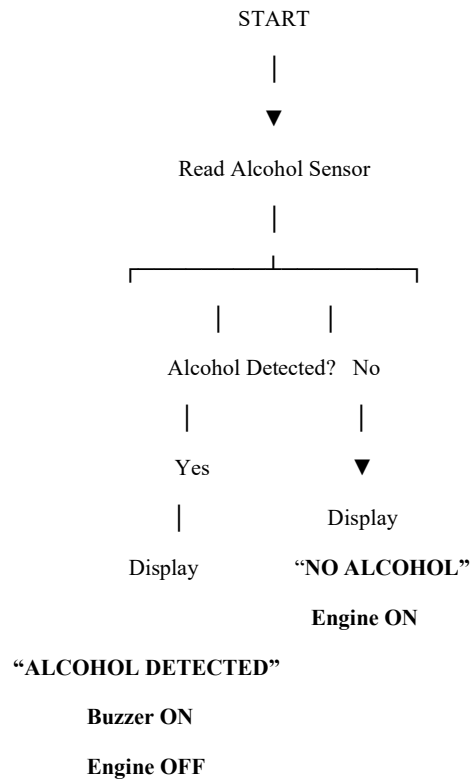 START
Read Alcohol Sensor
Alcohol Detected? No
Yes
Display
Display “NO ALCOHOL”
Engine ON
“ALCOHOL DETECTED”
Buzzer ON
Engine OFF